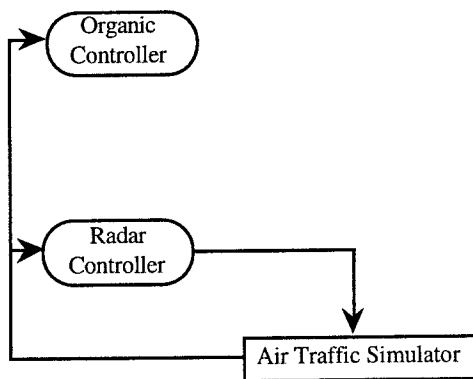 Organic
Controller
Radar
Controller
Air Traffic Simulator